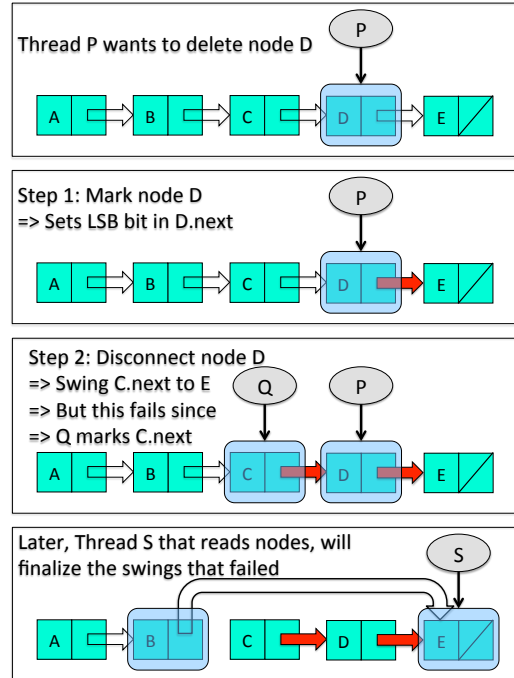 Thread P wants to delete node D
P
A B C D E
Step 1: Mark node D
=> Sets LSB bit in D.next
P
A B C D E
Step 2: Disconnect node D
=> Swing C.next to E
=> But this fails since
=> Q marks C.next
Q P
A B C D E
Later, Thread S that reads nodes, will
finalize the swings that failed
S
A B C D E